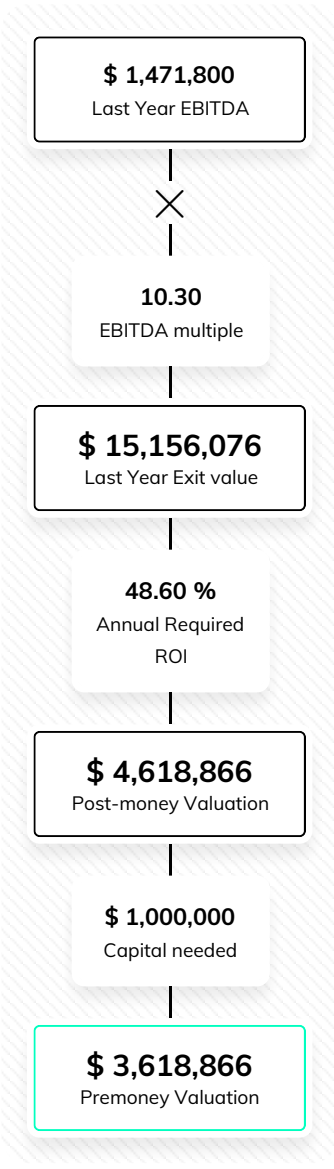 $ 1,471,800
Last Year EBITDA
10.30
EBITDA multiple
$ 15,156,076
Last Year Exit value
48.60 %
Annual Required
ROI
$ 4,618,866
Post-money Valuation
$ 1,000,000
Capital needed
$ 3,618,866
Premoney Valuation